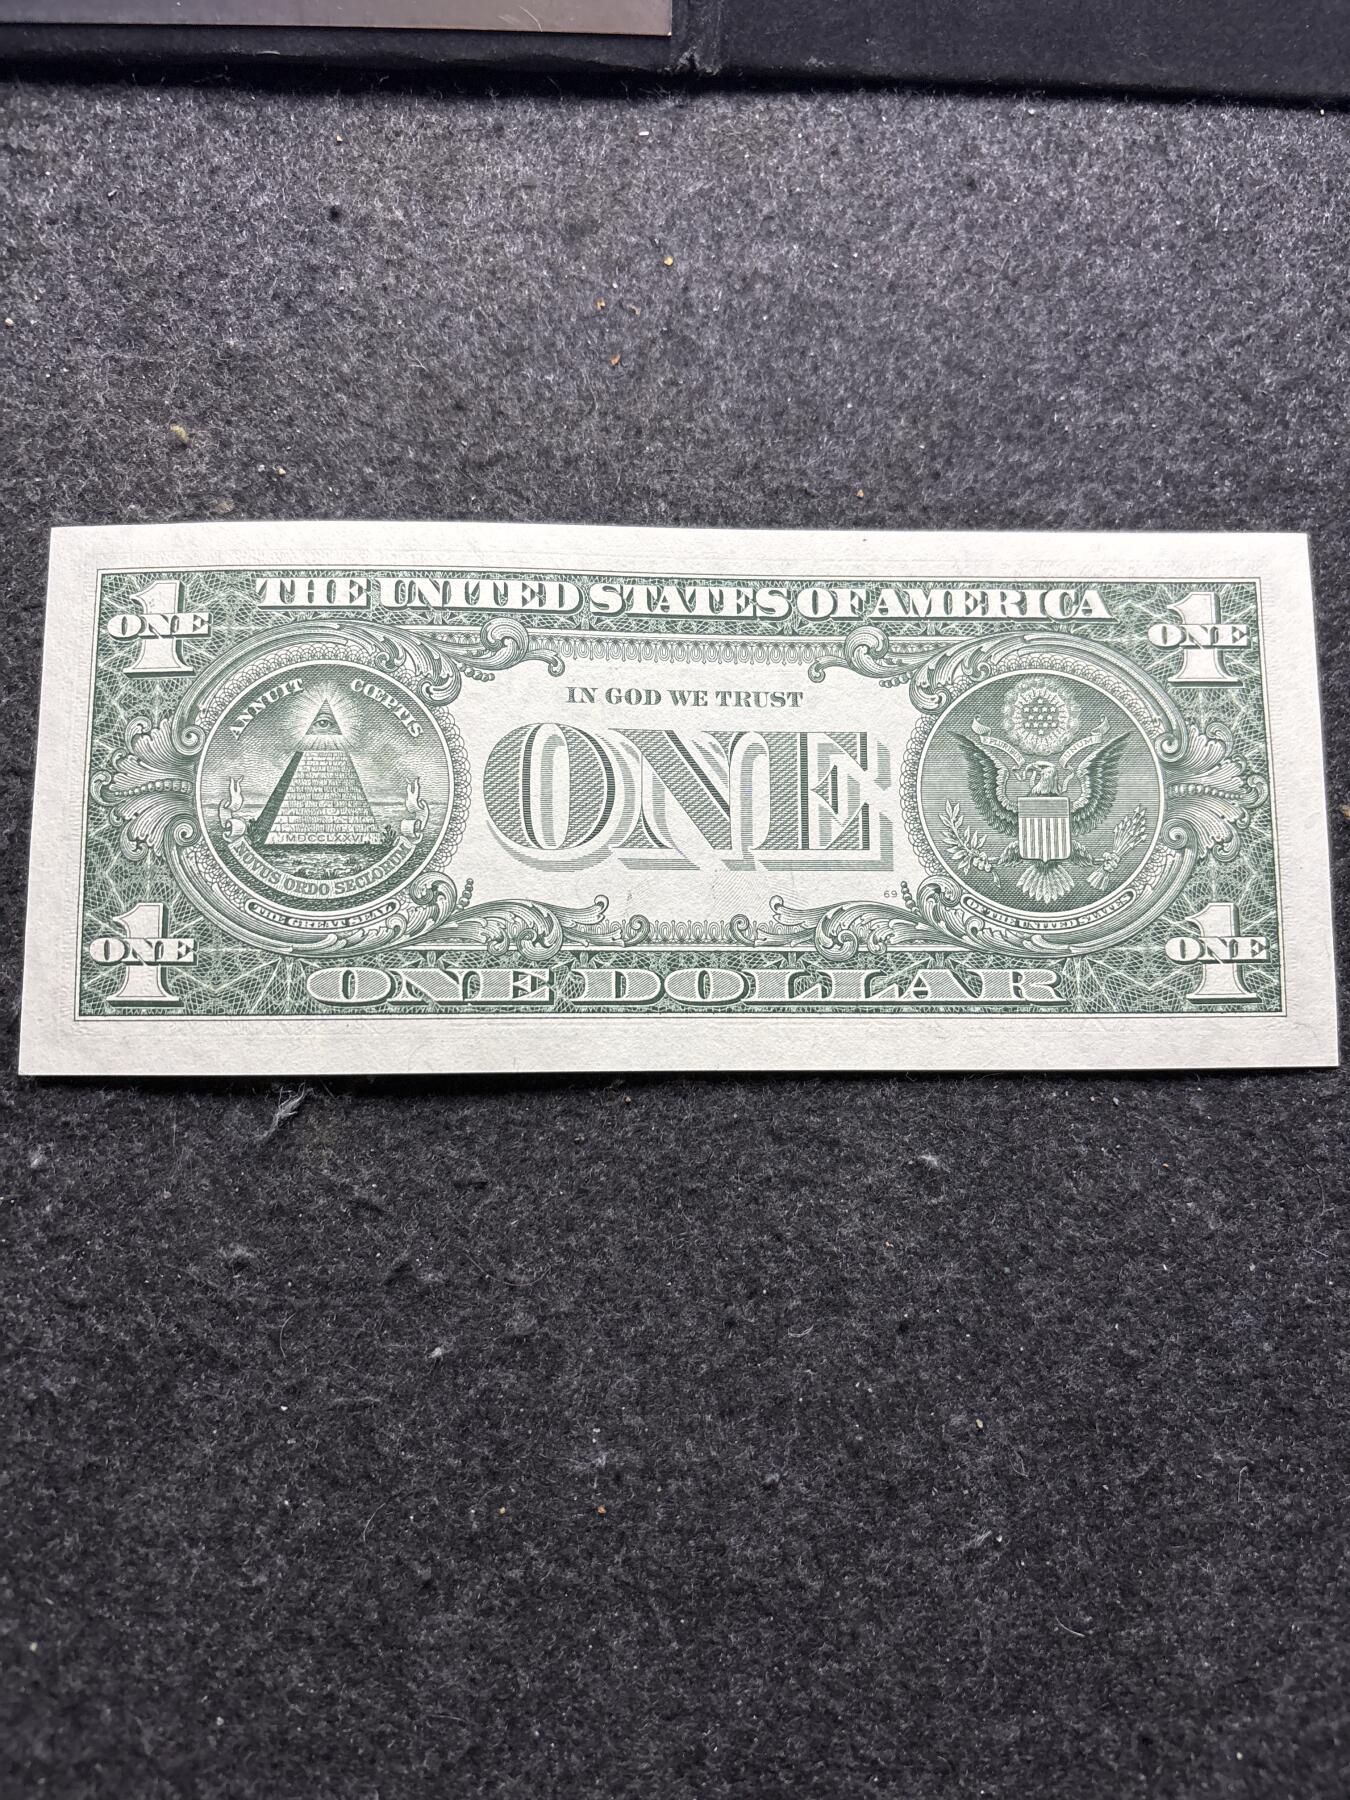 THE UNITED STATES OF AMERICA
1 ONE
1 ONE
ANNUIT CŒPTIS
IN GOD WE TRUST
ONE
MDCCLXXVI
NOVUS ORDO SECLORUM
THE GREAT SEAL
OF THE UNITED STATES
69
1 ONE
1 ONE
ONE DOLLAR